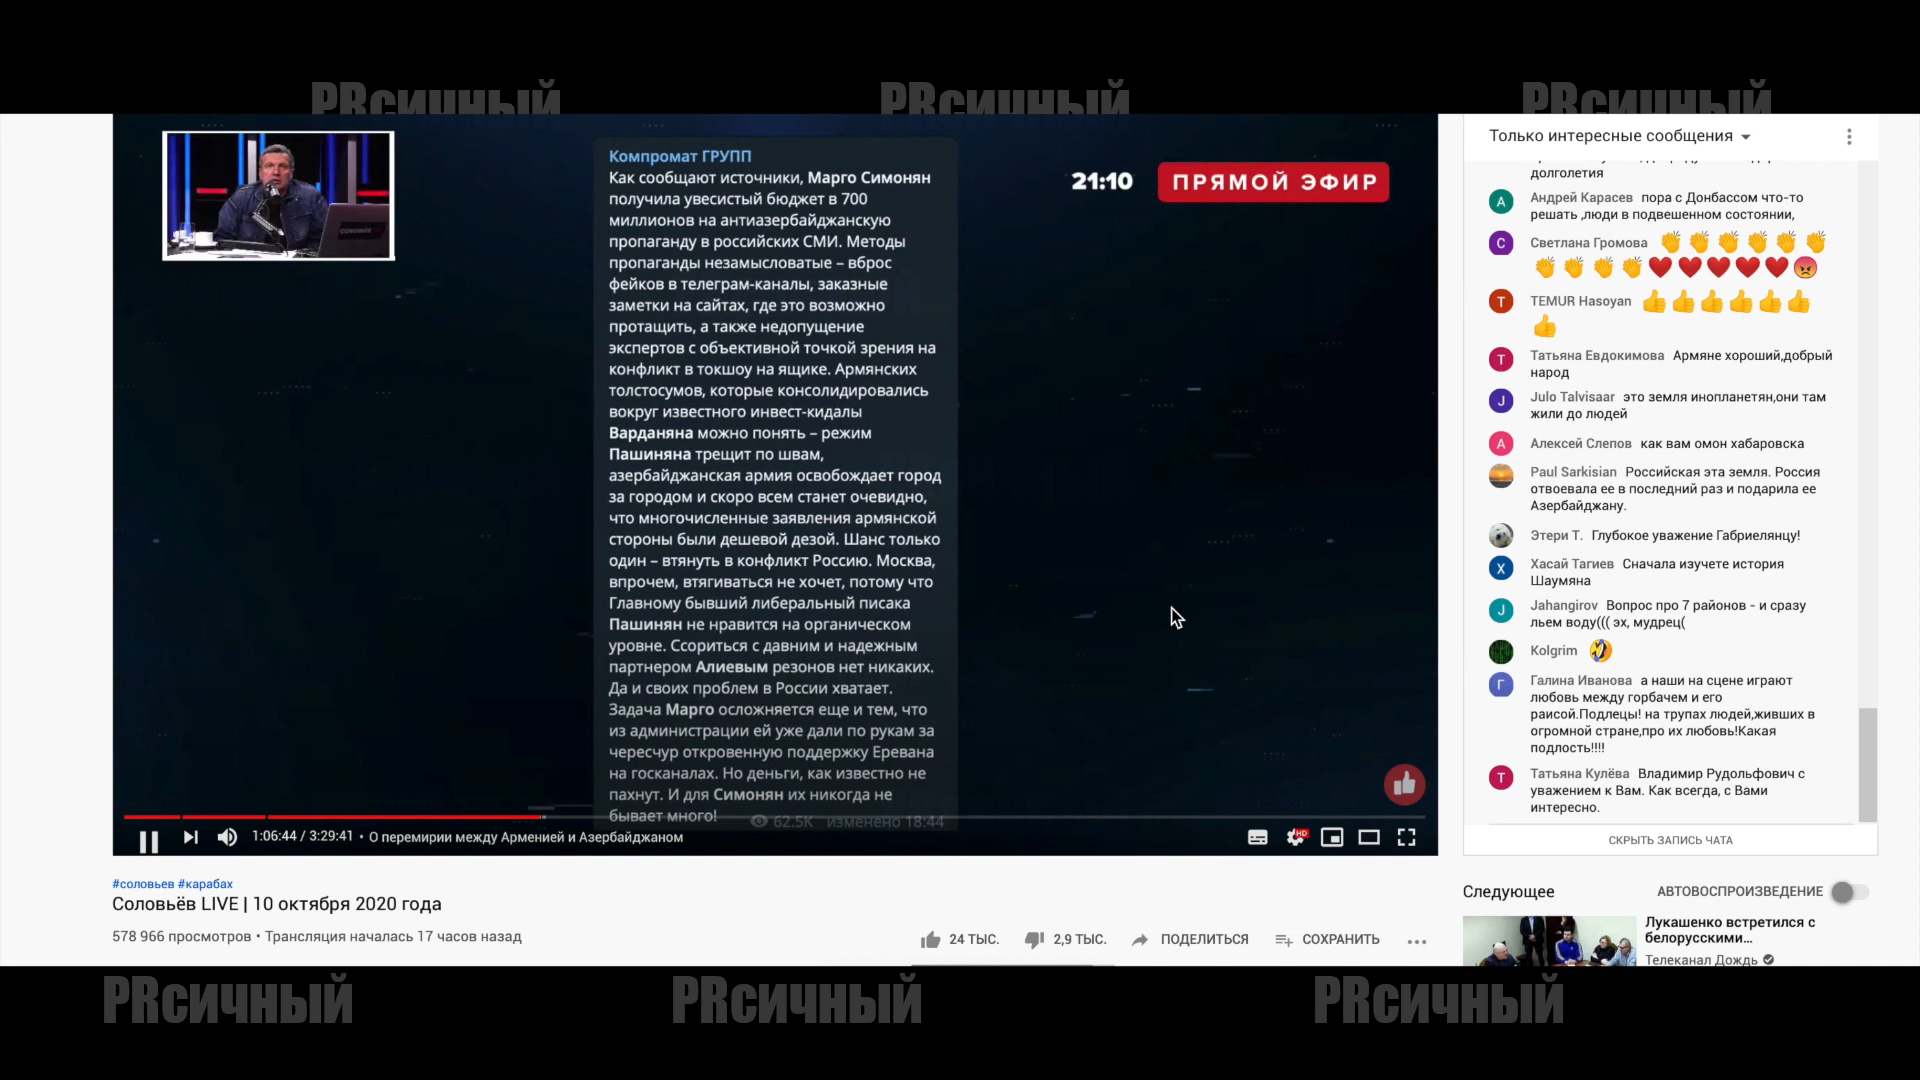 PRсичный PRсичный PRсичный
Компромат ГРУПП
Как сообщают источники, Марго Симонян
получила увесистый бюджет в 700
миллионов на антиазербайджанскую
пропаганду в российских СМИ. Методы
пропаганды незамысловатые – вброс
фейков в телеграм-каналы, заказные
заметки на сайтах, где это возможно
протащить, а также недопущение
экспертов с объективной точкой зрения на
конфликт в токшоу на ящике. Армянских
толстосумов, которые консолидировались
вокруг известного инвест-кидалы
Варданяна можно понять – режим
Пашиняна трещит по швам,
азербайджанская армия освобождает город
за городом и скоро всем станет очевидно,
что многочисленные заявления армянской
стороны были дешевой дезой. Шанс только
один – втянуть в конфликт Россию. Москва,
впрочем, втягиваться не хочет, потому что
Главному бывший либеральный писака
Пашинян не нравится на органическом
уровне. Ссориться с давним и надежным
партнером Алиевым резонов нет никаких.
Да и своих проблем в России хватает.
Задача Марго осложняется еще и тем, что
из администрации ей уже дали по рукам за
чересчур откровенную поддержку Еревана
на госканалах. Но деньги, как известно не
пахнут. И для Симонян их никогда не
бывает много!
62.5K изменено 18:44
21:10 ПРЯМОЙ ЭФИР
1:06:44 / 3:29:41 • О перемирии между Арменией и Азербайджаном
HD
#соловьев #карабах
Соловьёв LIVE | 10 октября 2020 года
578 966 просмотров • Трансляция началась 17 часов назад
24 ТЫС. 2,9 ТЫС. ПОДЕЛИТЬСЯ СОХРАНИТЬ
Только интересные сообщения
долголетия
Андрей Карасев пора с Донбассом что-то
решать ,люди в подвешенном состоянии,
Светлана Громова 👏👏👏👏👏👏
👏👏👏👏❤❤❤❤❤😡
TEMUR Hasoyan 👍👍👍👍👍👍
👍
Татьяна Евдокимова Армяне хороший,добрый
народ
Julo Talvisaar это земля инопланетян,они там
жили до людей
Алексей Слепов как вам омон хабаровска
Paul Sarkisian Российская эта земля. Россия
отвоевала ее в последний раз и подарила ее
Азербайджану.
Этери Т. Глубокое уважение Габриелянцу!
Хасай Тагиев Сначала изучете история
Шаумяна
Jahangirov Вопрос про 7 районов - и сразу
льем воду((( эх, мудрец(
Kolgrim 🤣
Галина Иванова а наши на сцене играют
любовь между горбачем и его
раисой.Подлецы! на трупах людей,живших в
огромной стране,про их любовь!Какая
подлость!!!!
Татьяна Кулёва Владимир Рудольфович с
уважением к Вам. Как всегда, с Вами
интересно.
СКРЫТЬ ЗАПИСЬ ЧАТА
Следующее АВТОВОСПРОИЗВЕДЕНИЕ
Лукашенко встретился с
белорусскими…
Телеканал Дождь
PRсичный PRсичный PRсичный